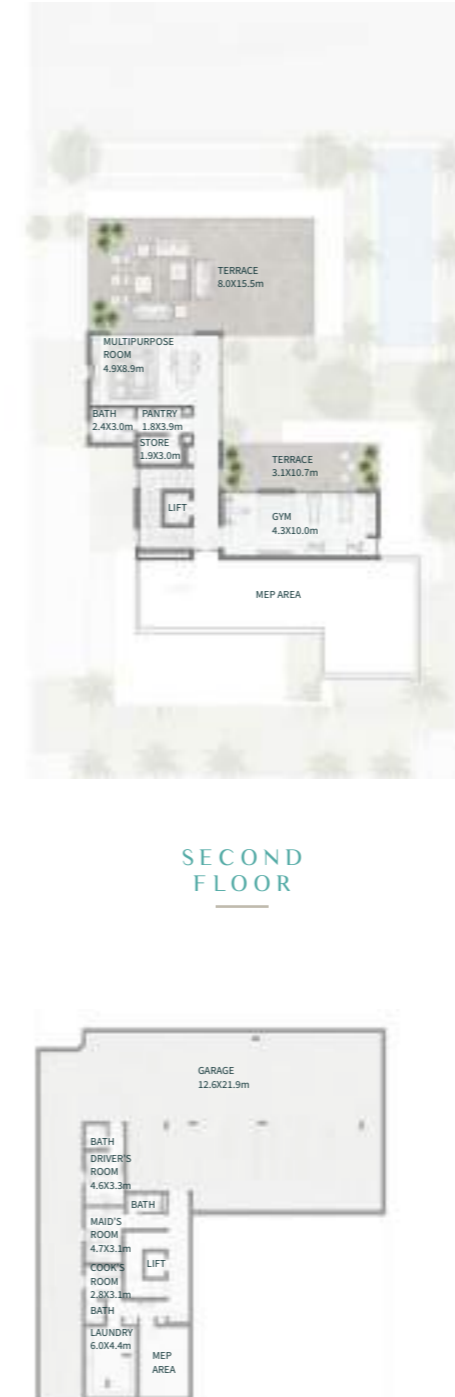 TERRACE
8.0X15.5m
MULTIPURPOSE
ROOM
4.9X8.9m
BATH
2.4X3.0m
PANTRY
1.8X3.9m
STORE
1.9X3.0m
TERRACE
3.1X10.7m
LIFT
GYM
4.3X10.0m
MEP AREA
SECOND
FLOOR
GARAGE
12.6X21.9m
BATH
DRIVER'S
ROOM
4.6X3.3m
BATH
MAID'S
ROOM
4.7X3.1m
LIFT
COOK'S
ROOM
2.8X3.1m
BATH
LAUNDRY
6.0X4.4m
MEP
AREA